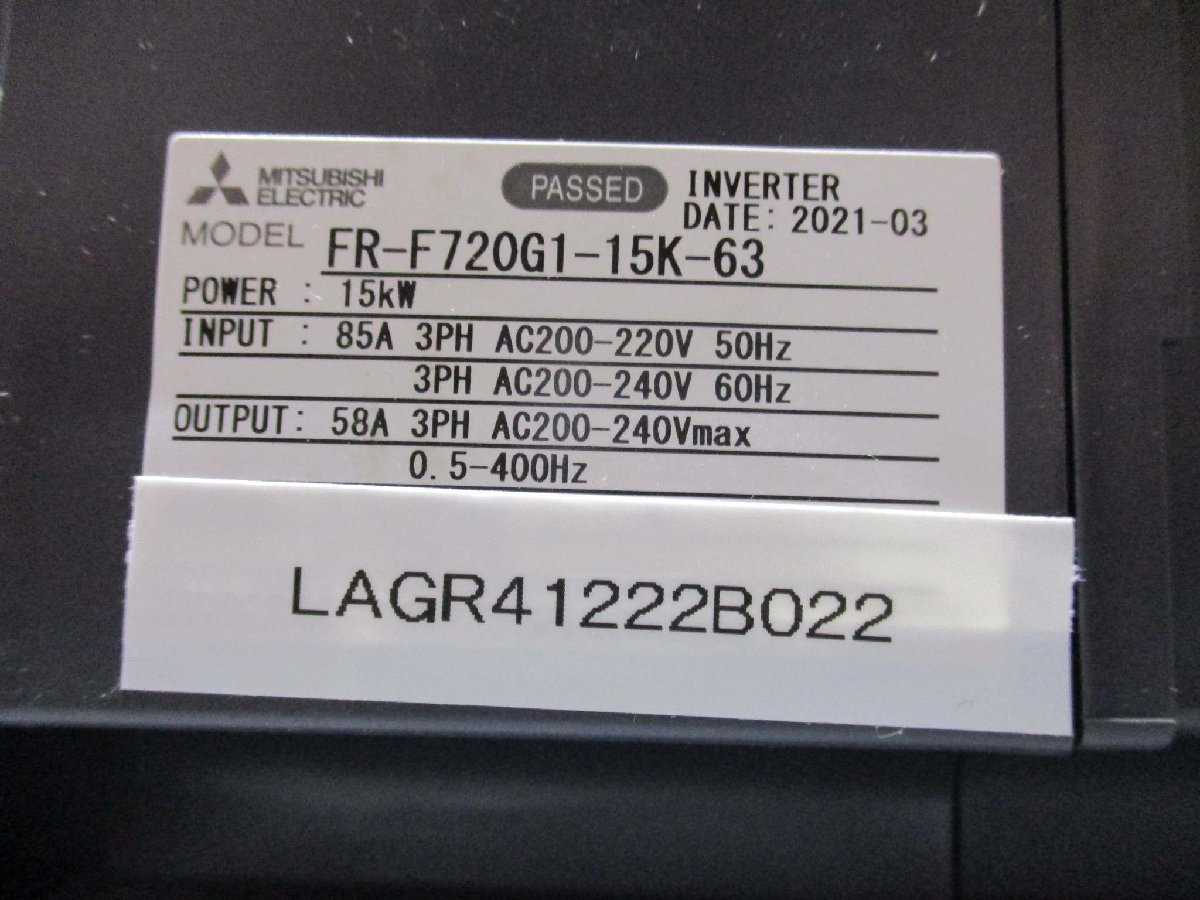 MITSUBISHI
ELECTRIC
PASSED
INVERTER
DATE: 2021-03
MODEL FR-F720G1-15K-63
POWER : 15kW
INPUT : 85A 3PH AC200-220V 50Hz
3PH AC200-240V 60Hz
OUTPUT: 58A 3PH AC200-240Vmax
0.5-400Hz
LAGR41222B022